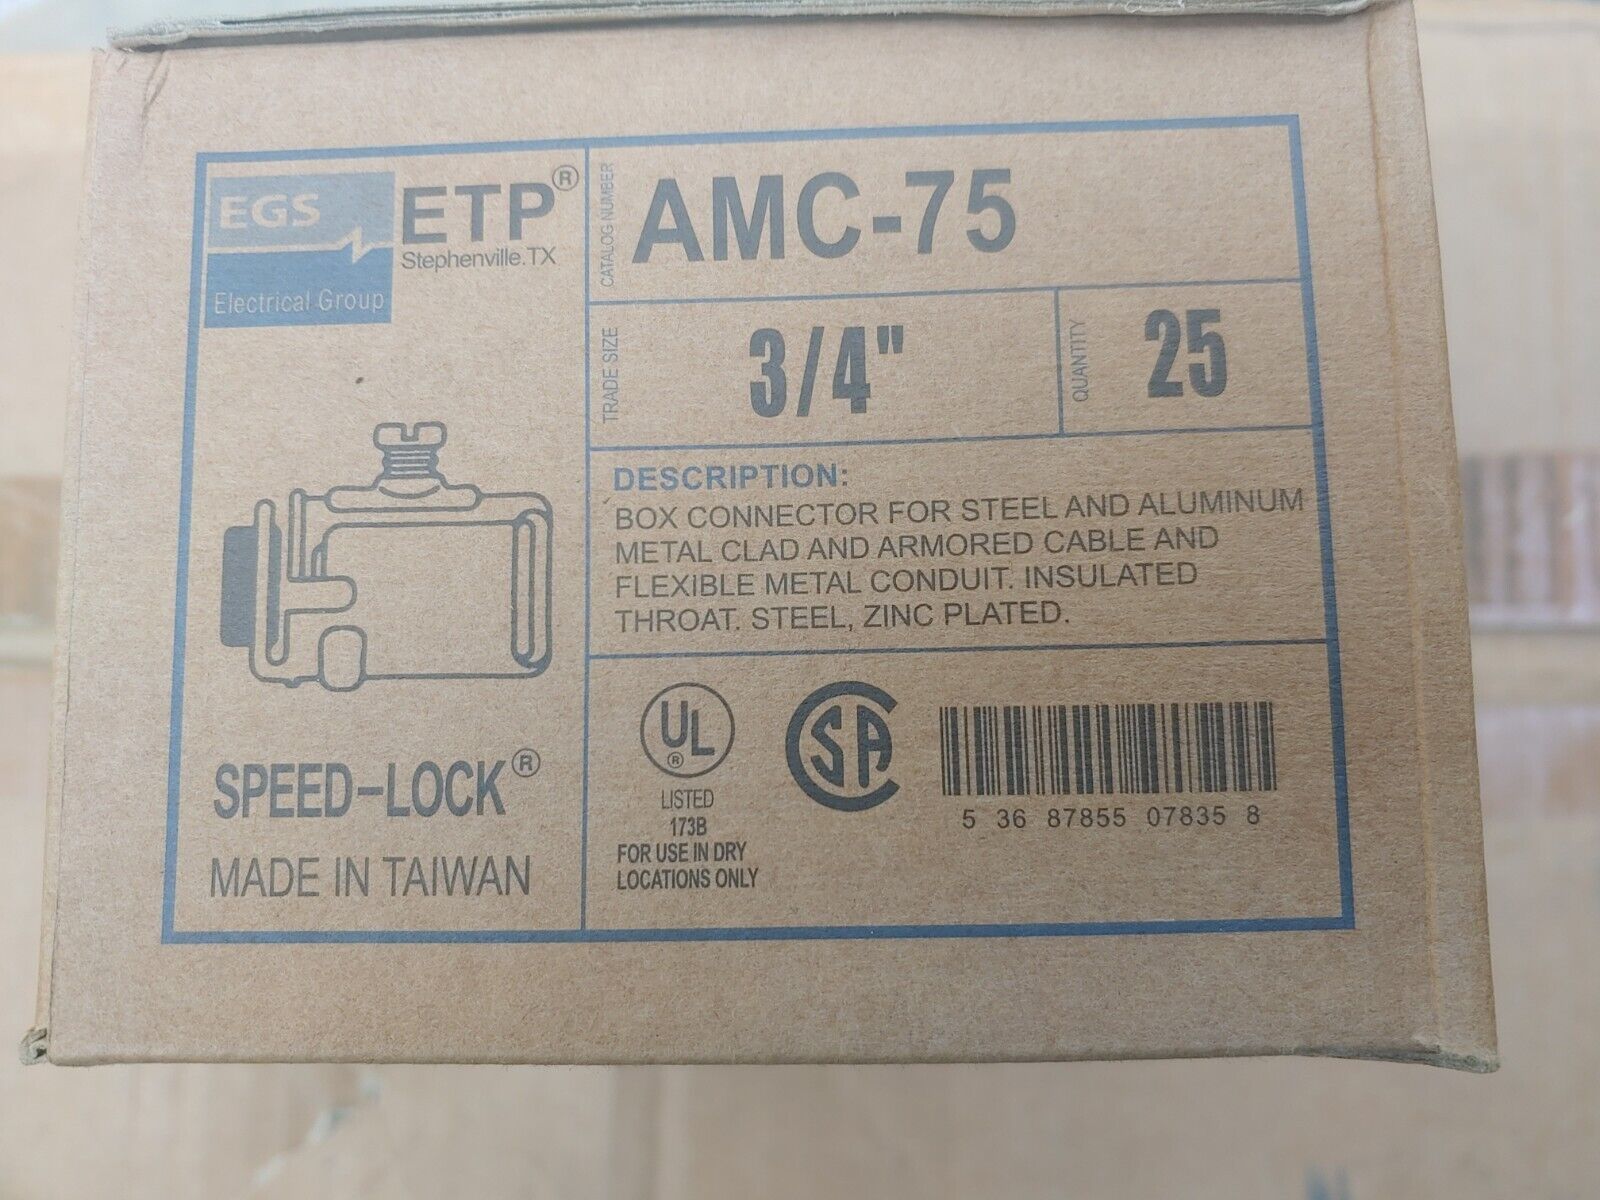 EGS
Electrical Group
ETP®
Stephenville.TX
CATALOG NUMBER
AMC-75
TRADE SIZE
3/4"
QUANTITY
25
DESCRIPTION:
BOX CONNECTOR FOR STEEL AND ALUMINUM
METAL CLAD AND ARMORED CABLE AND
FLEXIBLE METAL CONDUIT. INSULATED
THROAT. STEEL, ZINC PLATED.
SPEED-LOCK®
MADE IN TAIWAN
UL
®
LISTED
173B
FOR USE IN DRY
LOCATIONS ONLY
CSA
5 36 87855 07835 8